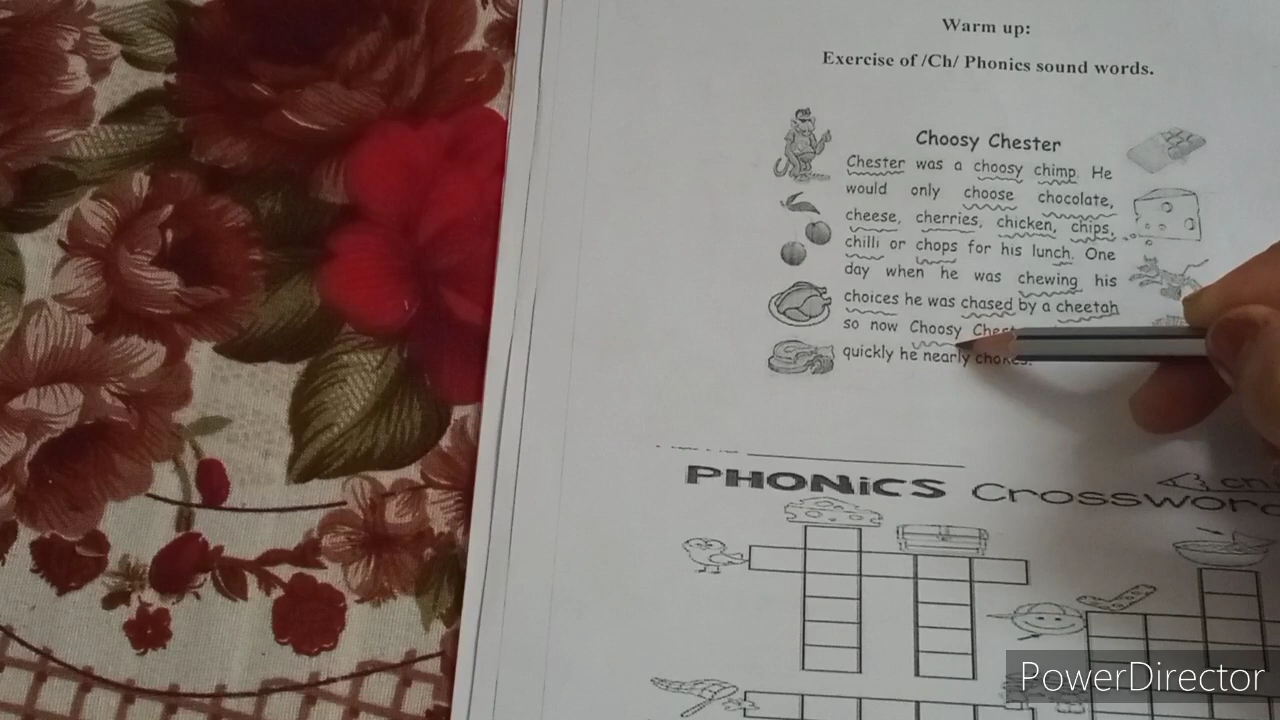 Warm up:
Exercise of /Ch/ Phonics sound words.
Choosy Chester
Chester was a choosy chimp. He
would only choose chocolate,
cheese, cherries, chicken, chips,
chilli or chops for his lunch. One
day when he was chewing his
choices he was chased by a cheetah
so now Choosy
quickly he nearly chokes.
PHONiCS Crossword
ch
PowerDirector